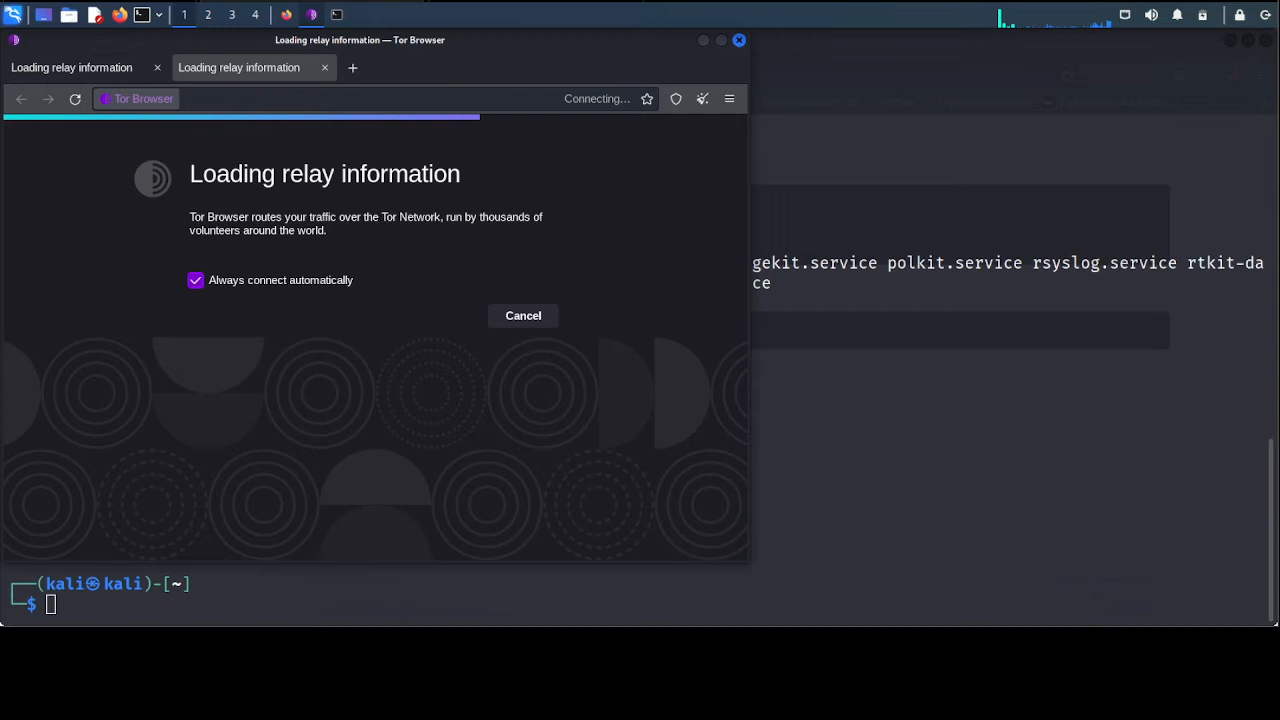 1 2 3 4
Loading relay information — Tor Browser
Loading relay information
Loading relay information
Tor Browser
Connecting...
Loading relay information
Tor Browser routes your traffic over the Tor Network, run by thousands of
volunteers around the world.
Always connect automatically
Cancel
gekit.service polkit.service rsyslog.service rtkit-da
ce
┌──(kali㉿kali)-[~]
└─$